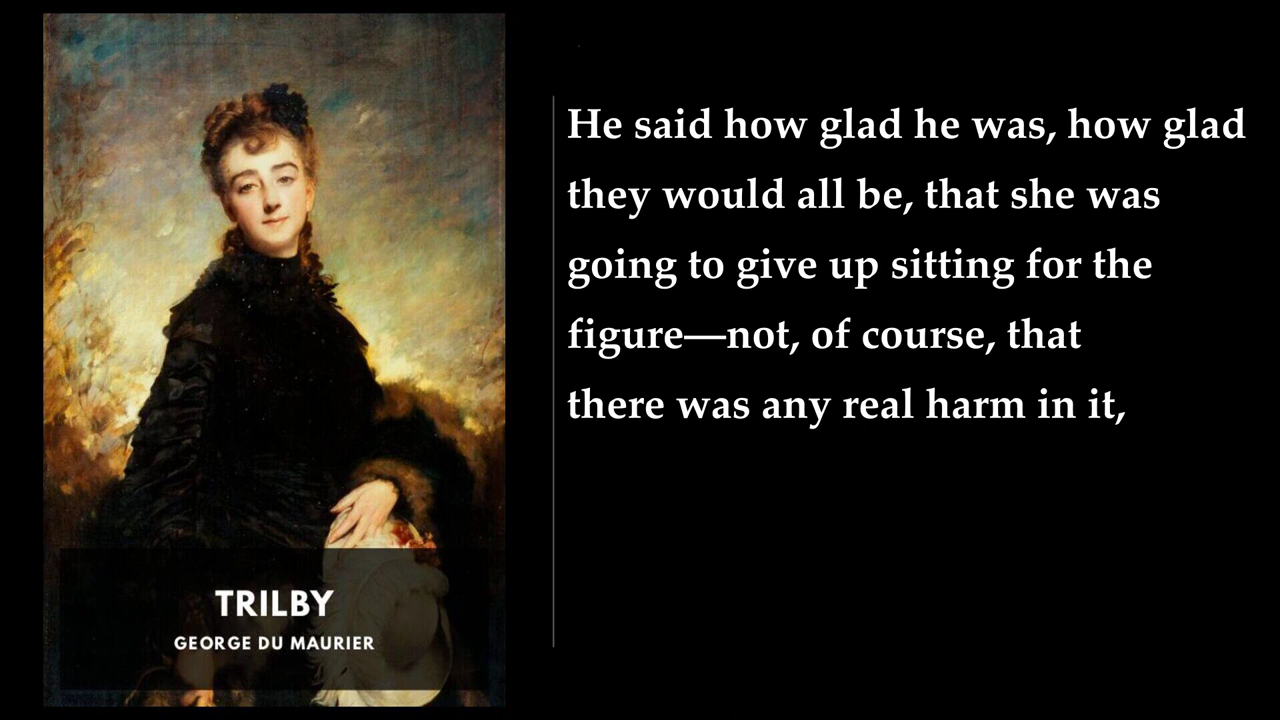 He said how glad he was, how glad
they would all be, that she was
going to give up sitting for the
figure—not, of course, that
there was any real harm in it,
TRILBY
GEORGE DU MAURIER